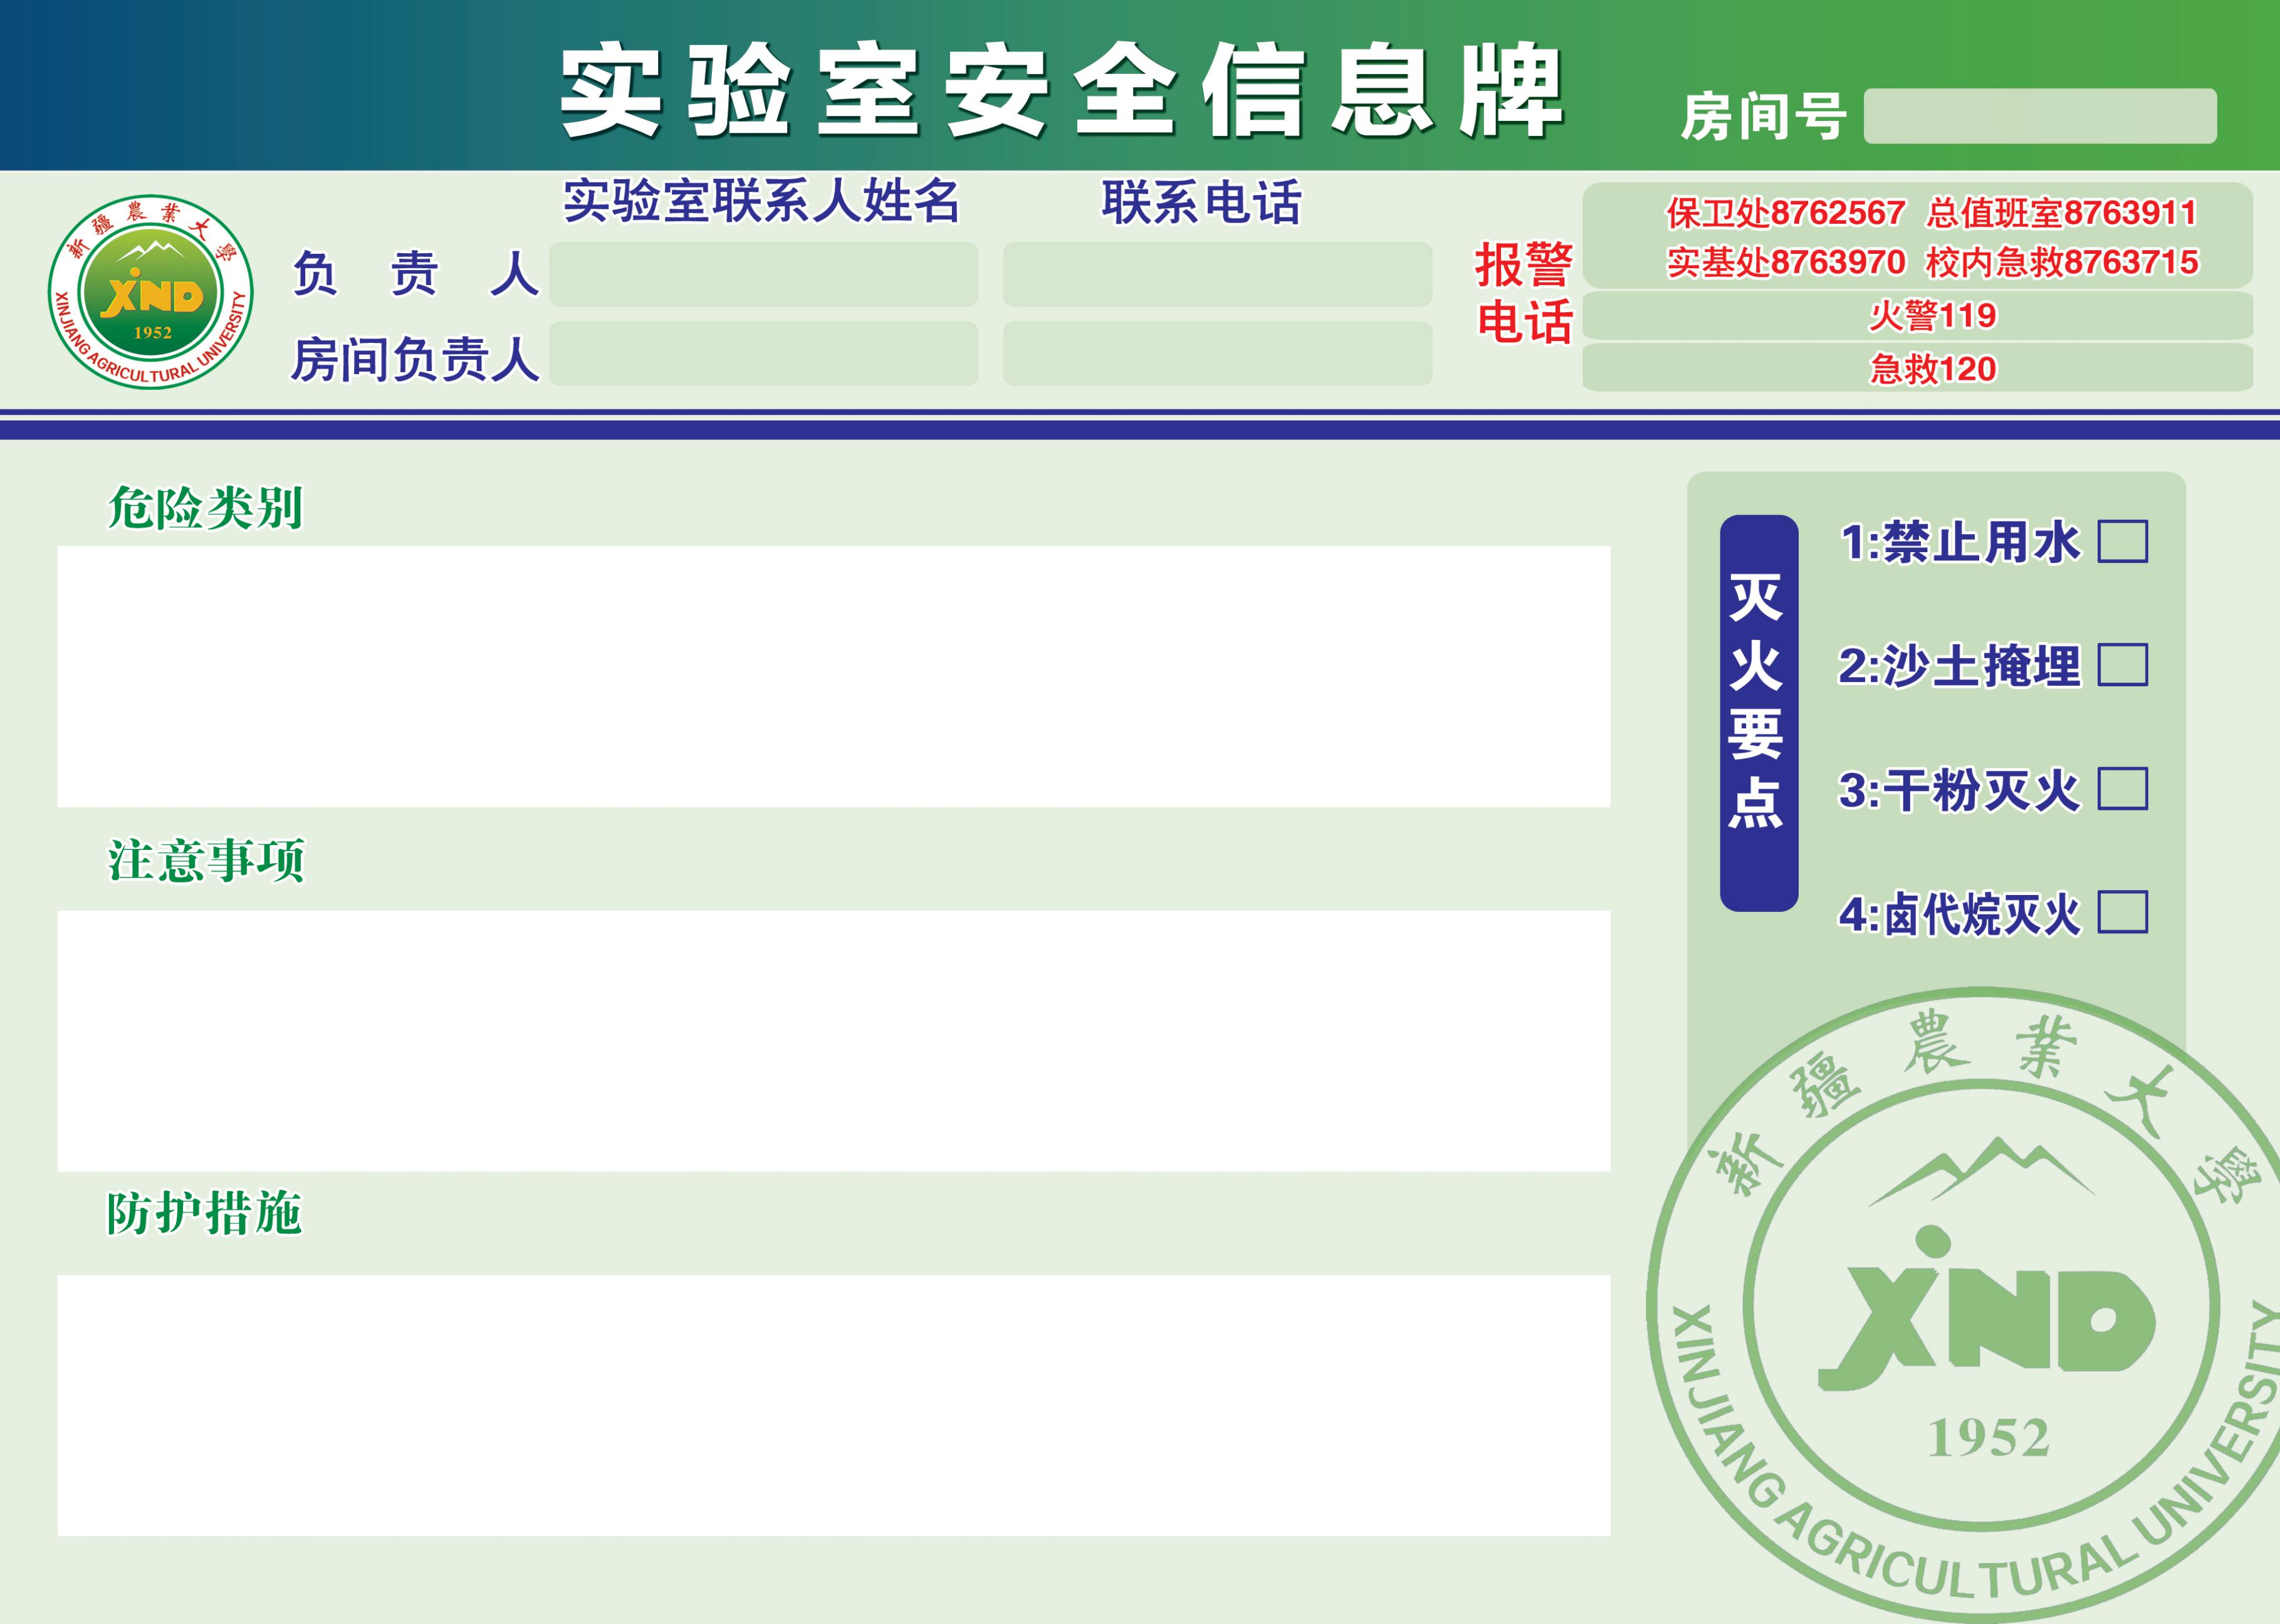 实验室安全信息牌
房间号
新疆農業大學
XND
1952
XINJIANG AGRICULTURAL UNIVERSITY
实验室联系人姓名 联系电话
负责人
房间负责人
报警
电话
保卫处8762567 总值班室8763911
实基处8763970 校内急救8763715
火警119
急救120
危险类别
注意事项
防护措施
灭火要点
1:禁止用水
2:沙土掩埋
3:干粉灭火
4:卤代烷灭火
新疆農業大學
XND
1952
XINJIANG AGRICULTURAL UNIVERSITY